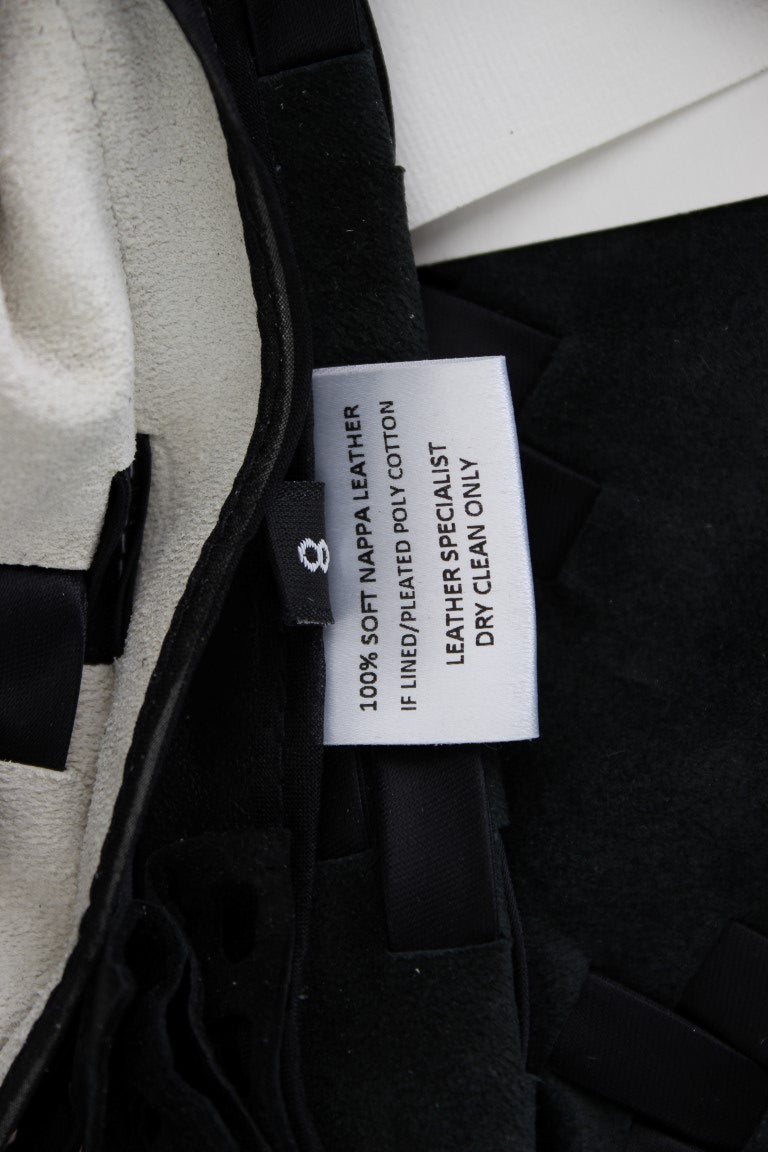 8
100% SOFT NAPPA LEATHER
IF LINED/PLEATED POLY COTTON
LEATHER SPECIALIST
DRY CLEAN ONLY